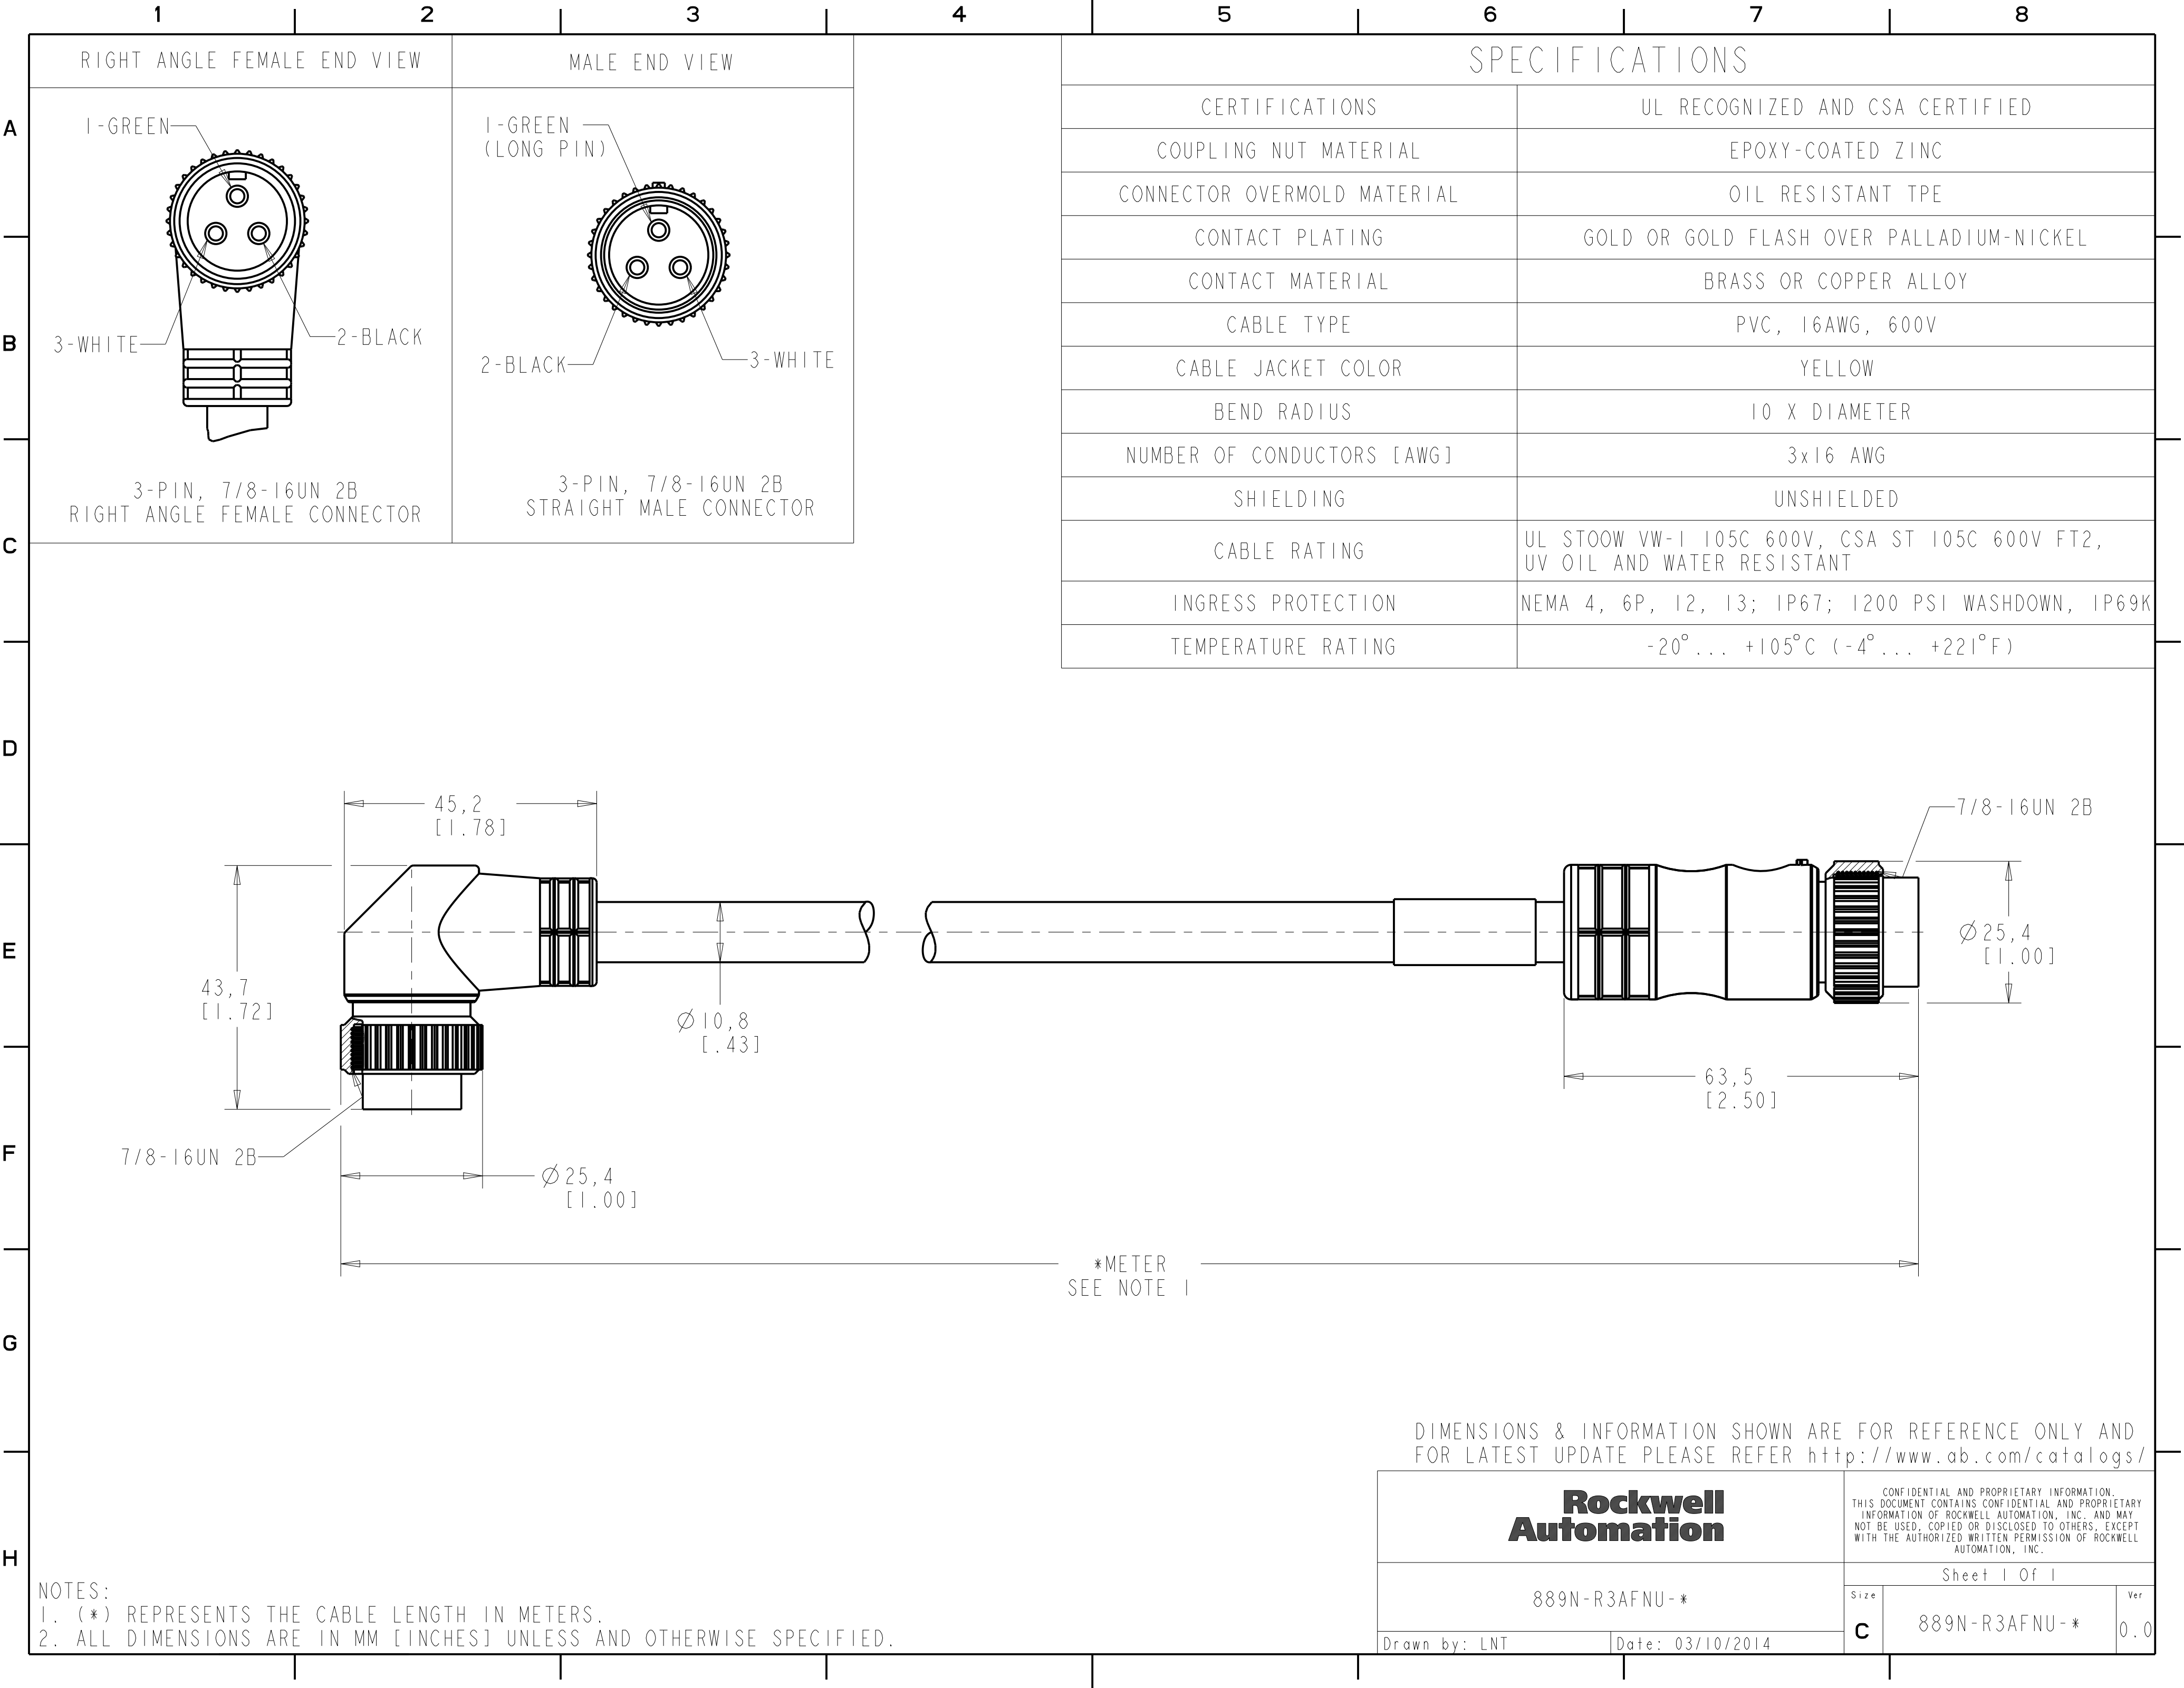 1 2 3 4 5 6 7 8
A
B
C
D
E
F
G
H
RIGHT ANGLE FEMALE END VIEW
1-GREEN
3-WHITE
2-BLACK
3-PIN, 7/8-16UN 2B
RIGHT ANGLE FEMALE CONNECTOR
MALE END VIEW
1-GREEN
(LONG PIN)
2-BLACK
3-WHITE
3-PIN, 7/8-16UN 2B
STRAIGHT MALE CONNECTOR
SPECIFICATIONS
CERTIFICATIONS UL RECOGNIZED AND CSA CERTIFIED
COUPLING NUT MATERIAL EPOXY-COATED ZINC
CONNECTOR OVERMOLD MATERIAL OIL RESISTANT TPE
CONTACT PLATING GOLD OR GOLD FLASH OVER PALLADIUM-NICKEL
CONTACT MATERIAL BRASS OR COPPER ALLOY
CABLE TYPE PVC, 16AWG, 600V
CABLE JACKET COLOR YELLOW
BEND RADIUS 10 X DIAMETER
NUMBER OF CONDUCTORS [AWG] 3x16 AWG
SHIELDING UNSHIELDED
CABLE RATING UL STOOW VW-1 105C 600V, CSA ST 105C 600V FT2,
UV OIL AND WATER RESISTANT
INGRESS PROTECTION NEMA 4, 6P, 12, 13; IP67; 1200 PSI WASHDOWN, IP69K
TEMPERATURE RATING -20°... +105°C (-4°... +221°F)
45,2
[1.78]
7/8-16UN 2B
43,7
[1.72]
Ø10,8
[.43]
Ø25,4
[1.00]
63,5
[2.50]
7/8-16UN 2B
Ø25,4
[1.00]
*METER
SEE NOTE 1
DIMENSIONS & INFORMATION SHOWN ARE FOR REFERENCE ONLY AND
FOR LATEST UPDATE PLEASE REFER http://www.ab.com/catalogs/
Rockwell
Automation
CONFIDENTIAL AND PROPRIETARY INFORMATION.
THIS DOCUMENT CONTAINS CONFIDENTIAL AND PROPRIETARY
INFORMATION OF ROCKWELL AUTOMATION, INC. AND MAY
NOT BE USED, COPIED OR DISCLOSED TO OTHERS, EXCEPT
WITH THE AUTHORIZED WRITTEN PERMISSION OF ROCKWELL
AUTOMATION, INC.
Sheet 1 Of 1
889N-R3AFNU-*
Size
C
889N-R3AFNU-*
Ver
0.0
Drawn by: LNT
Date: 03/10/2014
NOTES:
1. (*) REPRESENTS THE CABLE LENGTH IN METERS.
2. ALL DIMENSIONS ARE IN MM [INCHES] UNLESS AND OTHERWISE SPECIFIED.